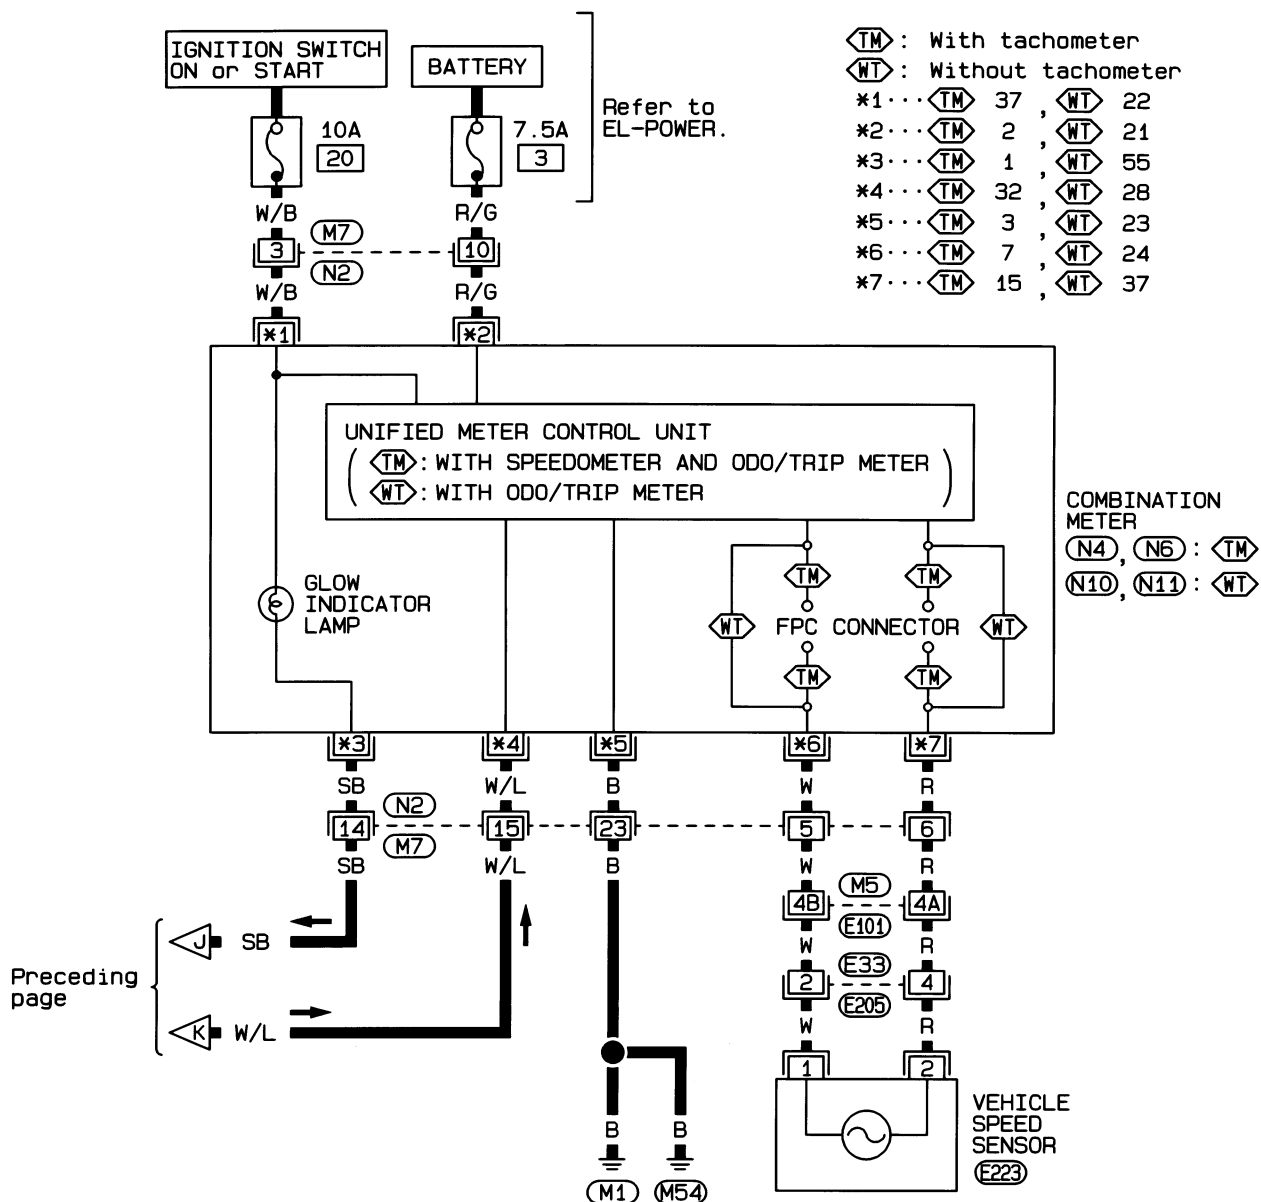 IGNITION SWITCH
ON or START
BATTERY
10A
20
7.5A
3
Refer to
EL-POWER.
TM : With tachometer
WT : Without tachometer
*1··· TM 37 , WT 22
*2··· TM 2 , WT 21
*3··· TM 1 , WT 55
*4··· TM 32 , WT 28
*5··· TM 3 , WT 23
*6··· TM 7 , WT 24
*7··· TM 15 , WT 37
W/B
R/G
3
M7
N2
10
W/B
R/G
*1
*2
UNIFIED METER CONTROL UNIT
( TM : WITH SPEEDOMETER AND ODO/TRIP METER
WT : WITH ODO/TRIP METER )
COMBINATION
METER
N4 , N6 : TM
N10 , N11 : WT
GLOW
INDICATOR
LAMP
TM
TM
WT
FPC CONNECTOR
WT
TM
TM
*3
*4
*5
*6
*7
SB
W/L
B
W
R
N2
14
15
23
5
6
M7
SB
W/L
B
W
R
M5
4B
4A
E101
W
R
E33
2
4
E205
W
R
Preceding
page
J
SB
K
W/L
B
B
M1
M54
1
2
VEHICLE
SPEED
SENSOR
E223